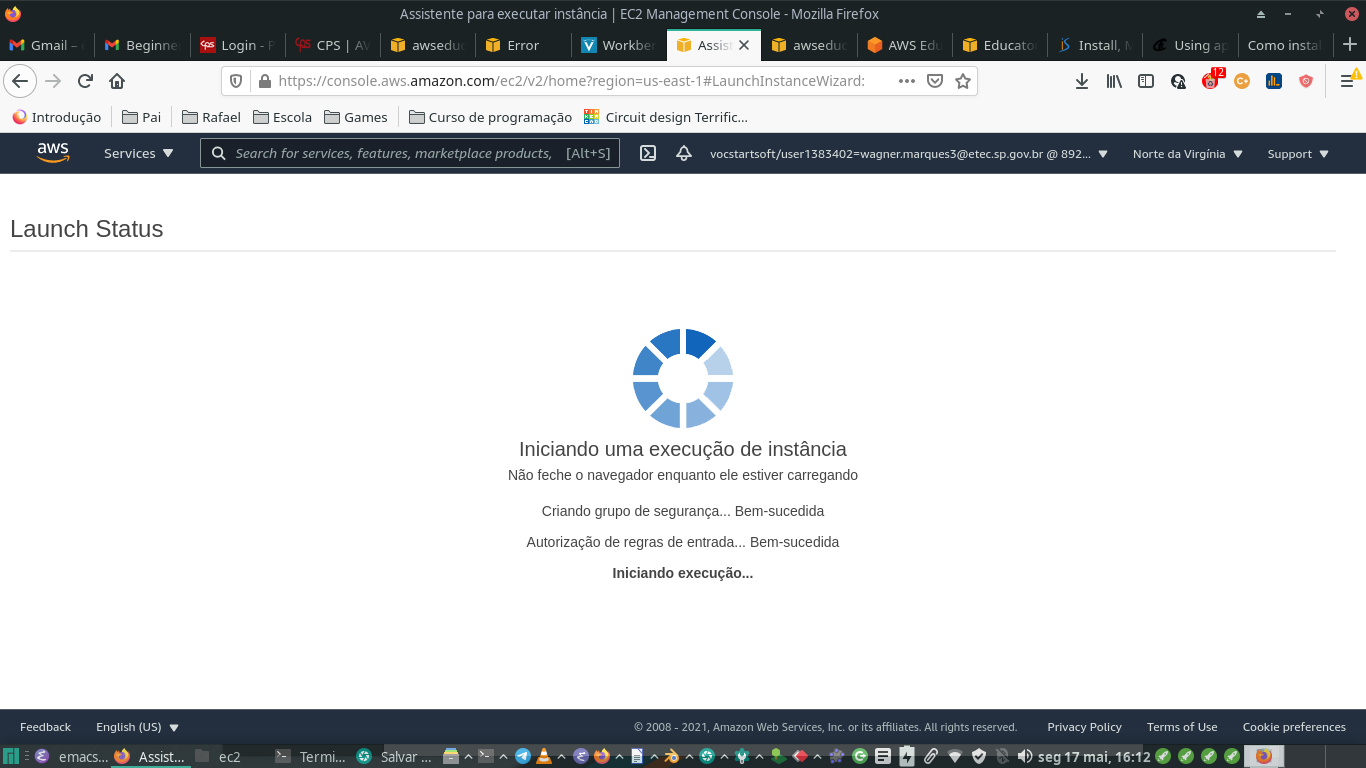 Assistente para executar instância | EC2 Management Console - Mozilla Firefox
Gmail – Beginne Login - F CPS | AV awseduc Error Workbe Assis awseduc AWS Edu Educato Install, M Using ap Como insta
https://console.aws.amazon.com/ec2/v2/home?region=us-east-1#LaunchInstanceWizard: 12
Introdução Pai Rafael Escola Games Curso de programação Circuit design Terrific...
aws Services Search for services, features, marketplace products, [Alt+S] vocstartsoft/user1383402=wagner.marques3@etec.sp.gov.br @ 892... Norte da Virgínia Support
Launch Status
Iniciando uma execução de instância
Não feche o navegador enquanto ele estiver carregando
Criando grupo de segurança... Bem-sucedida
Autorização de regras de entrada... Bem-sucedida
Iniciando execução...
Feedback English (US) © 2008 - 2021, Amazon Web Services, Inc. or its affiliates. All rights reserved. Privacy Policy Terms of Use Cookie preferences
emacs... Assist... ec2 Termi... Salvar ... seg 17 mai, 16:12